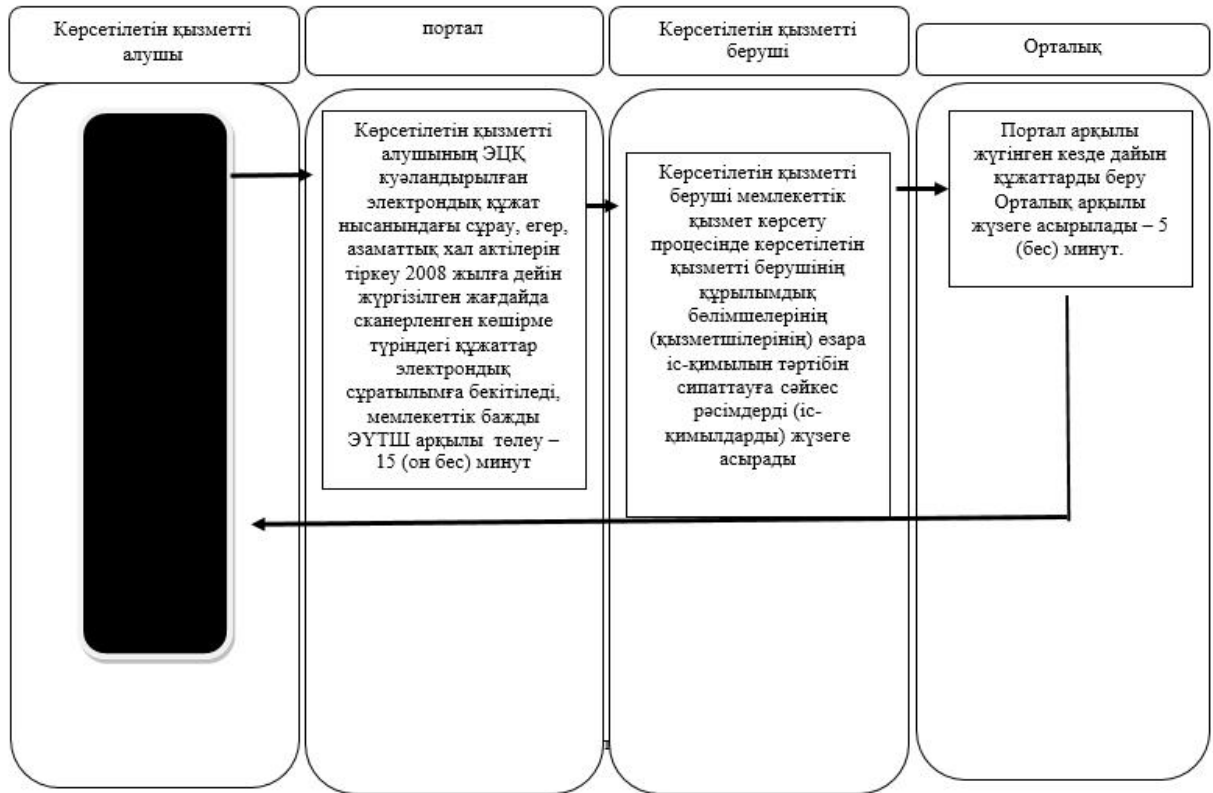 Көрсетілетін қызметті
алушы
портал
Көрсетілетін қызметті
беруші
Орталық
Көрсетілетін қызметті
алушының ЭЦҚ
куәландырылған
электрондық құжат
нысанындағы сұрау, егер,
азаматтық хал актілерін
тіркеу 2008 жылға дейін
жүргізілген жағдайда
сканерленген көшірме
түріндегі құжаттар
электрондық
сұратылымға бекітіледі,
мемлекеттік бажды
ЭҮТШ арқылы төлеу –
15 (он бес) минут
Көрсетілетін қызметті
беруші мемлекеттік
қызмет көрсету
процесінде көрсетілетін
қызметті берушінің
құрылымдық
бөлімшелерінің
(қызметшілерінің) өзара
іс-қимылын тәртібін
сипаттауға сәйкес
рәсімдерді (іс-
қимылдарды) жүзеге
асырады
Портал арқылы
жүгінген кезде дайын
құжаттарды беру
Орталық арқылы
жүзеге асырылады – 5
(бес) минут.